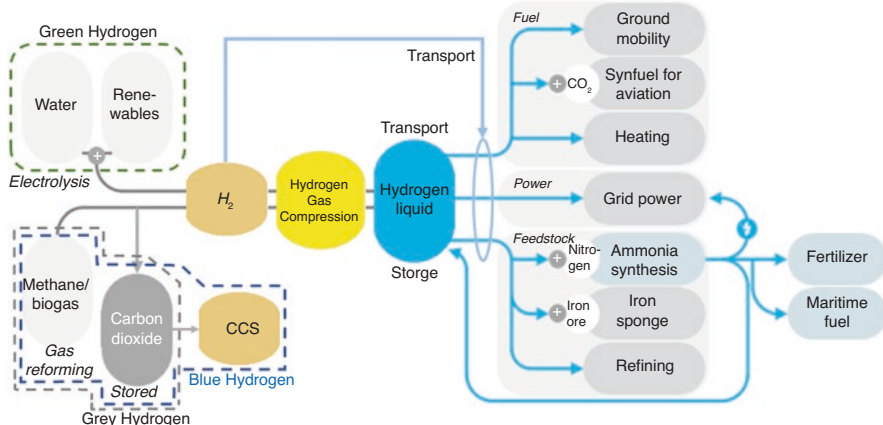 Green Hydrogen
Water
Rene-
wables
+
Electrolysis
H2
Hydrogen
Gas
Compression
Transport
Transport
Hydrogen
liquid
Storge
Methane/
biogas
Gas
reforming
Carbon
dioxide
Stored
CCS
Blue Hydrogen
Grey Hydrogen
Fuel
Ground
mobility
+ CO2
Synfuel for
aviation
Heating
Power
Grid power
Feedstock
+ Nitro-
gen
Ammonia
synthesis
+ Iron
ore
Iron
sponge
Refining
Fertilizer
Maritime
fuel